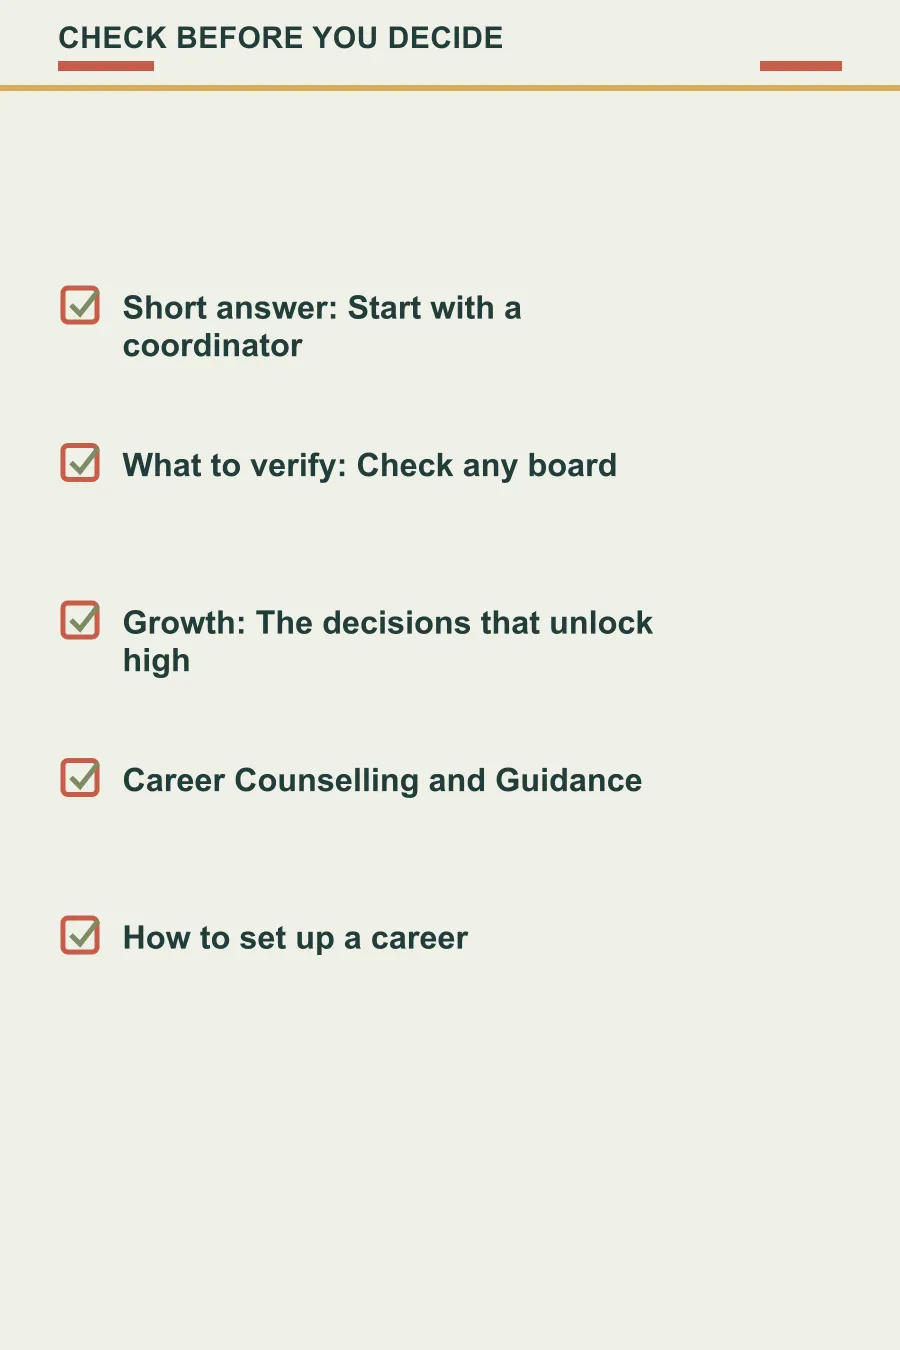 CHECK BEFORE YOU DECIDE
Short answer: Start with a
coordinator
What to verify: Check any board
Growth: The decisions that unlock
high
Career Counselling and Guidance
How to set up a career